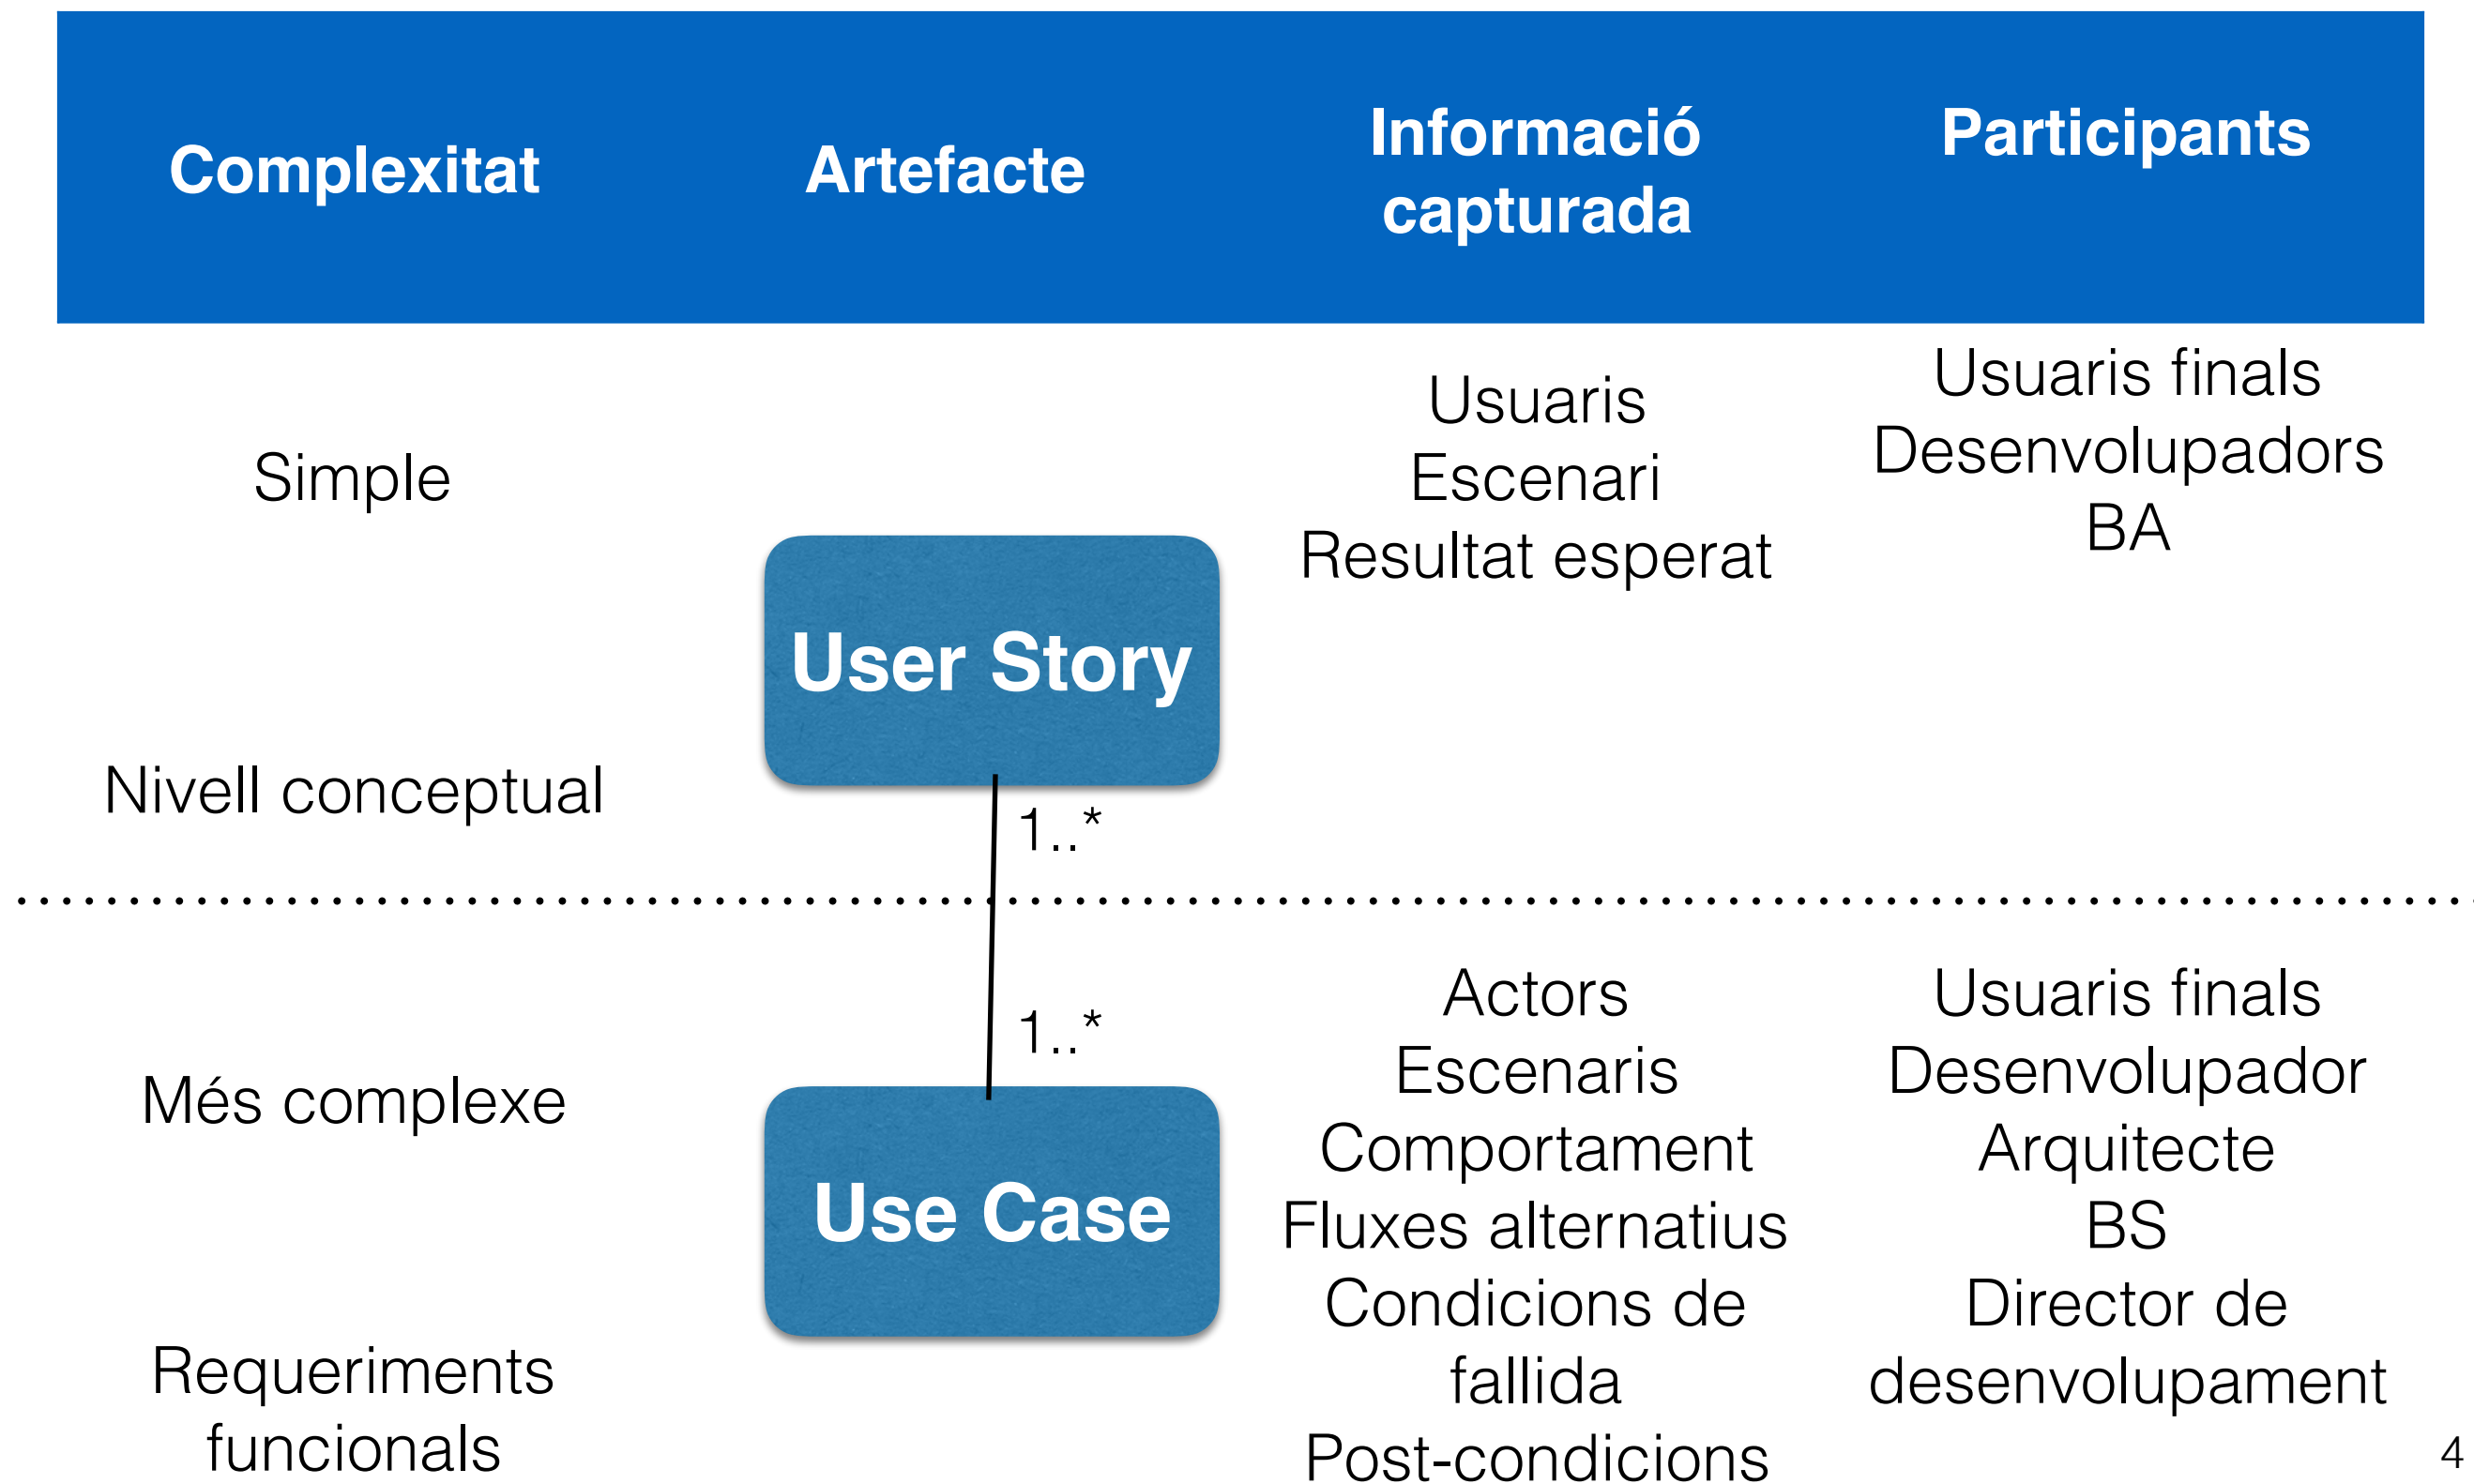 Complexitat
Artefacte
Informació
capturada
Participants
Simple
Nivell conceptual
User Story
Usuaris
Escenari
Resultat esperat
Usuaris finals
Desenvolupadors
BA
1..*
1..*
Més complexe
Requeriments
funcionals
Use Case
Actors
Escenaris
Comportament
Fluxes alternatius
Condicions de
fallida
Post-condicions
Usuaris finals
Desenvolupador
Arquitecte
BS
Director de
desenvolupament
4